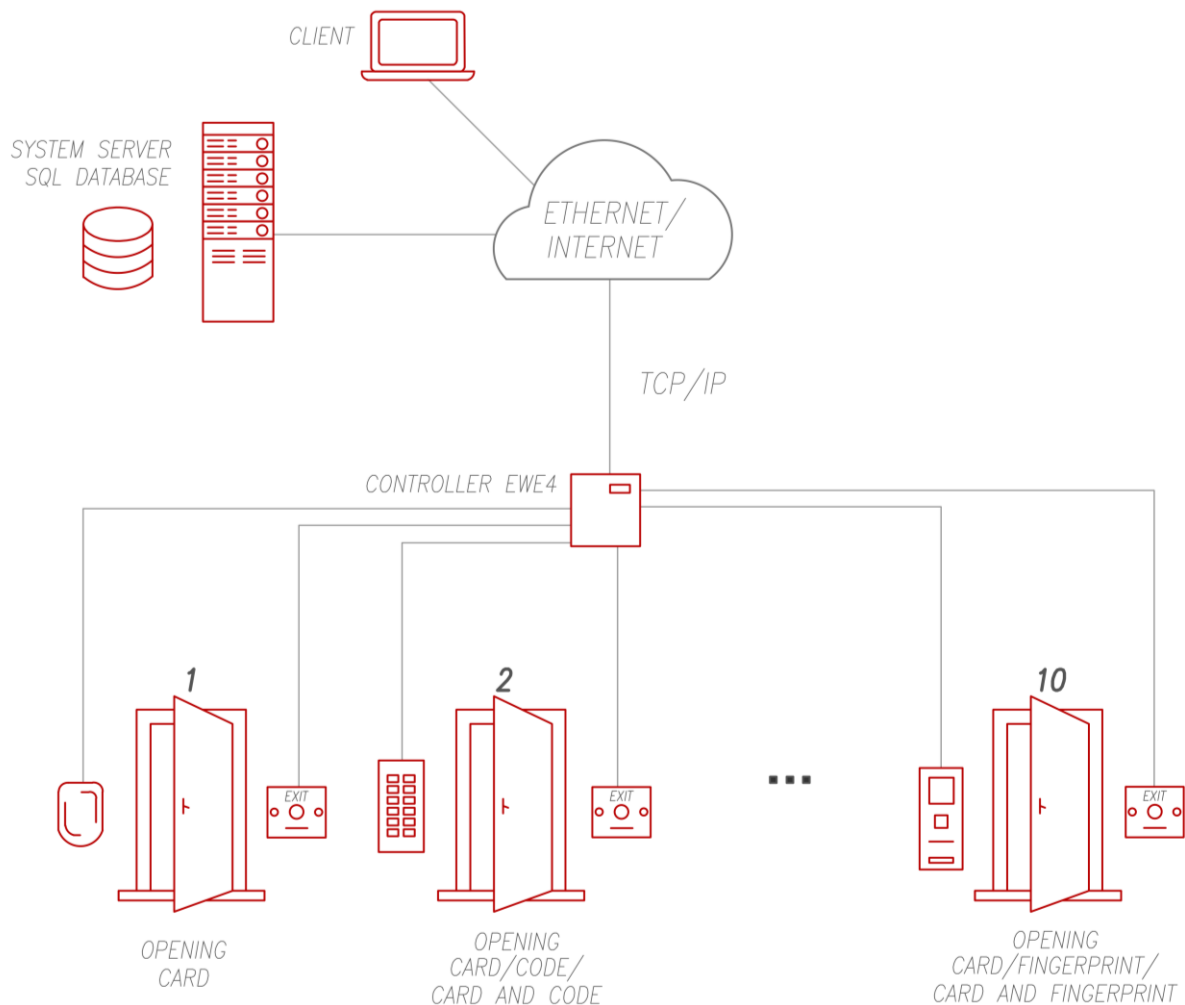 CLIENT
SYSTEM SERVER
SQL DATABASE
ETHERNET/
INTERNET
TCP/IP
CONTROLLER EWE4
1
2
10
EXIT
EXIT
...
EXIT
OPENING
CARD
OPENING
CARD/CODE/
CARD AND CODE
OPENING
CARD/FINGERPRINT/
CARD AND FINGERPRINT